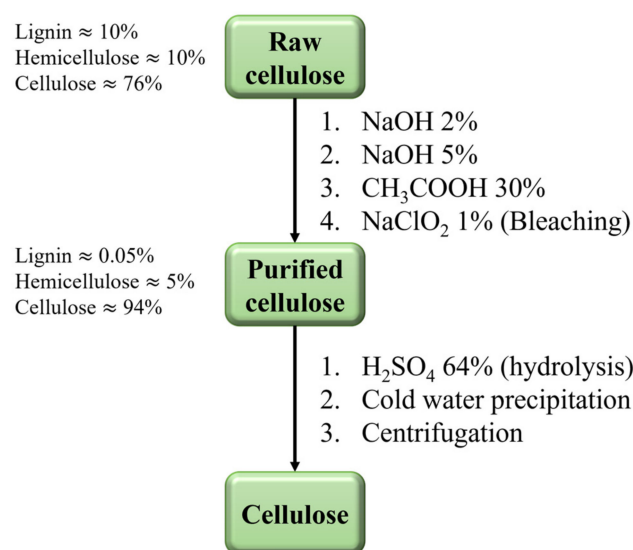 Lignin ≈ 10%
Hemicellulose ≈ 10%
Cellulose ≈ 76%
Raw
cellulose
1. NaOH 2%
2. NaOH 5%
3. CH₃COOH 30%
4. NaClO₂ 1% (Bleaching)
Lignin ≈ 0.05%
Hemicellulose ≈ 5%
Cellulose ≈ 94%
Purified
cellulose
1. H₂SO₄ 64% (hydrolysis)
2. Cold water precipitation
3. Centrifugation
Cellulose